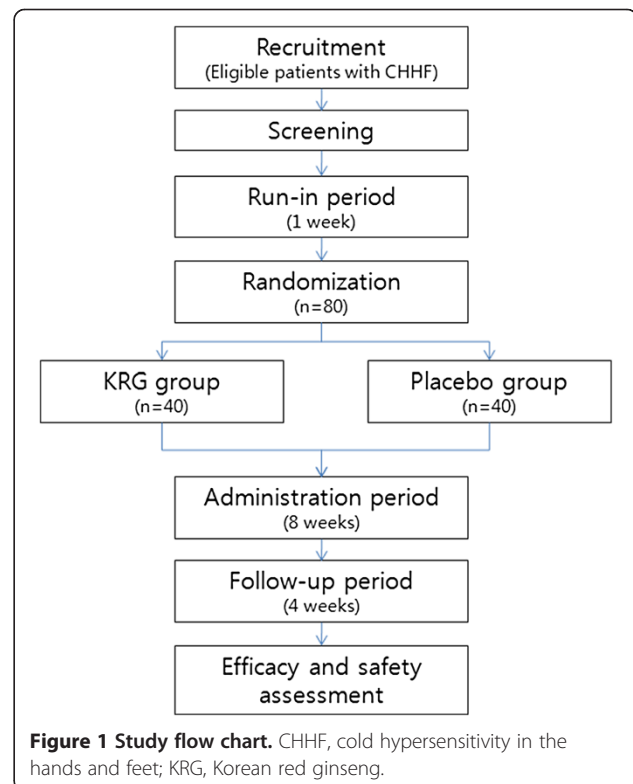 Recruitment
(Eligible patients with CHHF)
Screening
Run-in period
(1 week)
Randomization
(n=80)
KRG group
(n=40)
Placebo group
(n=40)
Administration period
(8 weeks)
Follow-up period
(4 weeks)
Efficacy and safety
assessment
Figure 1 Study flow chart. CHHF, cold hypersensitivity in the
hands and feet; KRG, Korean red ginseng.